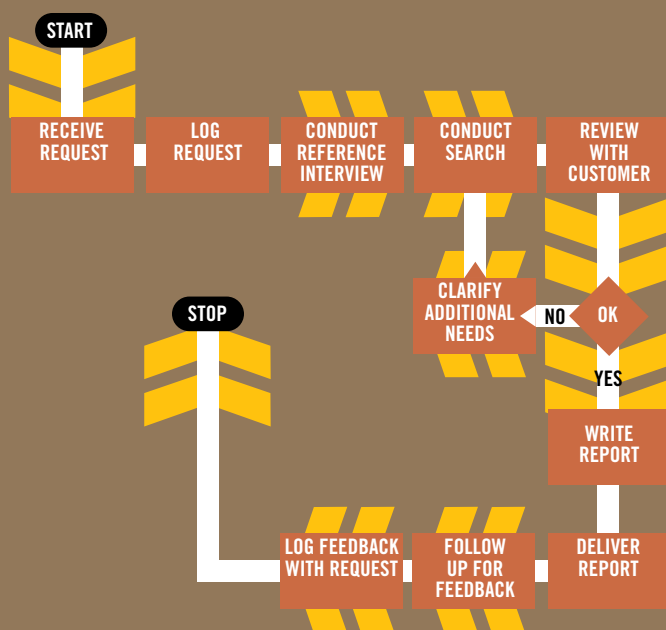 START
RECEIVE
REQUEST
LOG
REQUEST
CONDUCT
REFERENCE
INTERVIEW
CONDUCT
SEARCH
REVIEW
WITH
CUSTOMER
OK
NO
CLARIFY
ADDITIONAL
NEEDS
YES
WRITE
REPORT
DELIVER
REPORT
FOLLOW
UP FOR
FEEDBACK
LOG FEEDBACK
WITH REQUEST
STOP